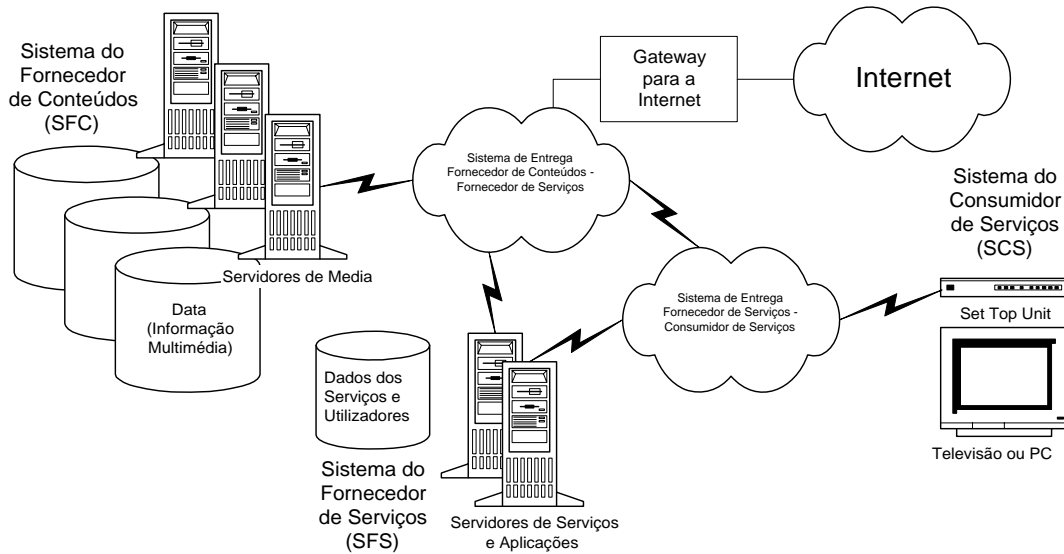 Sistema do
Fornecedor
de Conteúdos
(SFC)
Servidores de Media
Data
(Informação
Multimédia)
Gateway
para a
Internet
Internet
Sistema de Entrega
Fornecedor de Conteúdos -
Fornecedor de Serviços
Sistema do
Consumidor
de Serviços
(SCS)
Set Top Unit
Televisão ou PC
Sistema de Entrega
Fornecedor de Serviços -
Consumidor de Serviços
Dados dos
Serviços e
Utilizadores
Sistema do
Fornecedor
de Serviços
(SFS)
Servidores de Serviços
e Aplicações